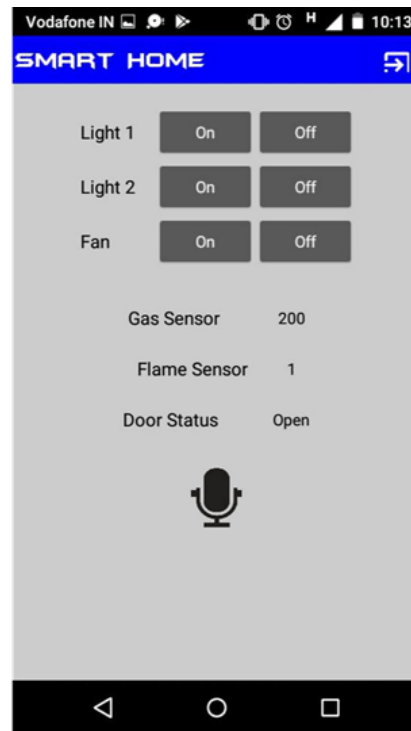 Vodafone IN H 10:13
SMART HOME
Light 1 On Off
Light 2 On Off
Fan On Off
Gas Sensor 200
Flame Sensor 1
Door Status Open